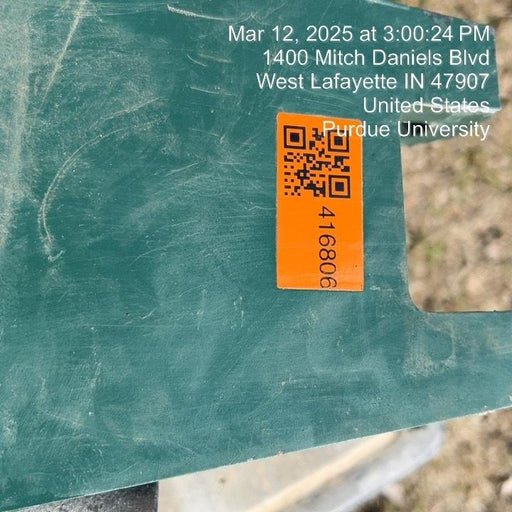 Mar 12, 2025 at 3:00:24 PM
1400 Mitch Daniels Blvd
West Lafayette IN 47907
United States
Purdue University
416806